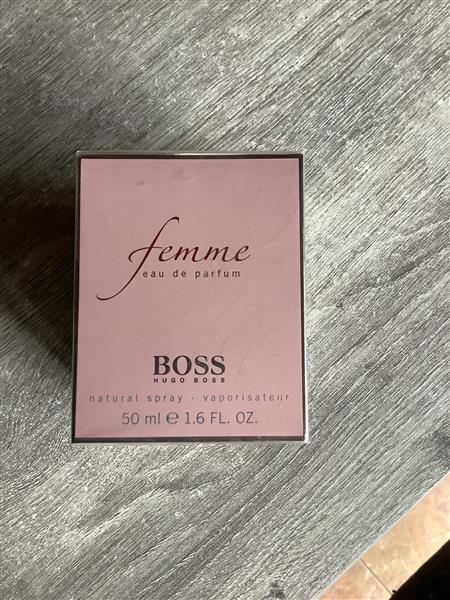 femme
eau de parfum
BOSS
HUGO BOSS
natural spray · vaporisateur
50 ml ℮ 1.6 FL. OZ.